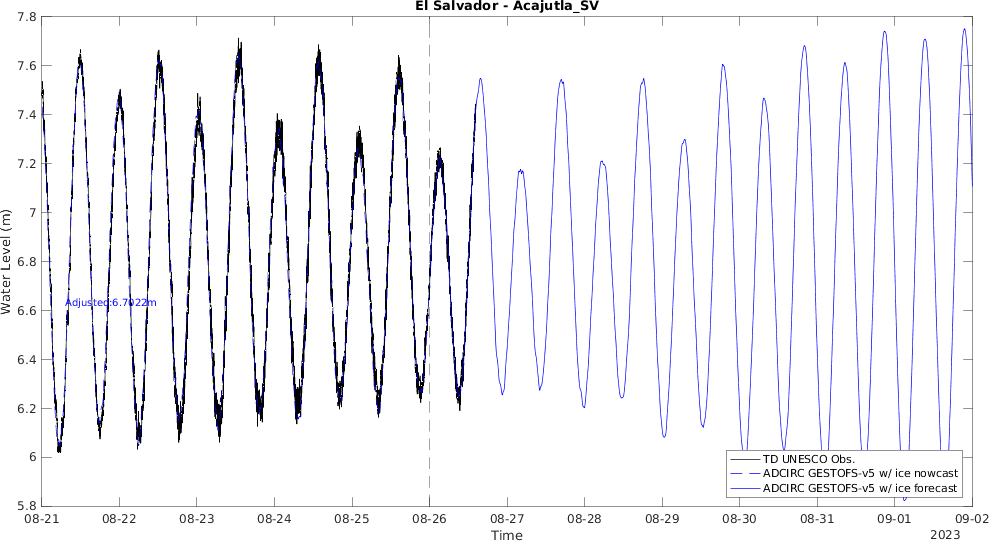 El Salvador - Acajutla_SV
7.8
7.6
7.4
7.2
7
6.8
6.6
6.4
6.2
6
5.8
Water Level (m)
Adjusted:6.7022m
TD UNESCO Obs.
ADCIRC GESTOFS-v5 w/ ice nowcast
ADCIRC GESTOFS-v5 w/ ice forecast
08-21 08-22 08-23 08-24 08-25 08-26 08-27 08-28 08-29 08-30 08-31 09-01 09-02
Time
2023